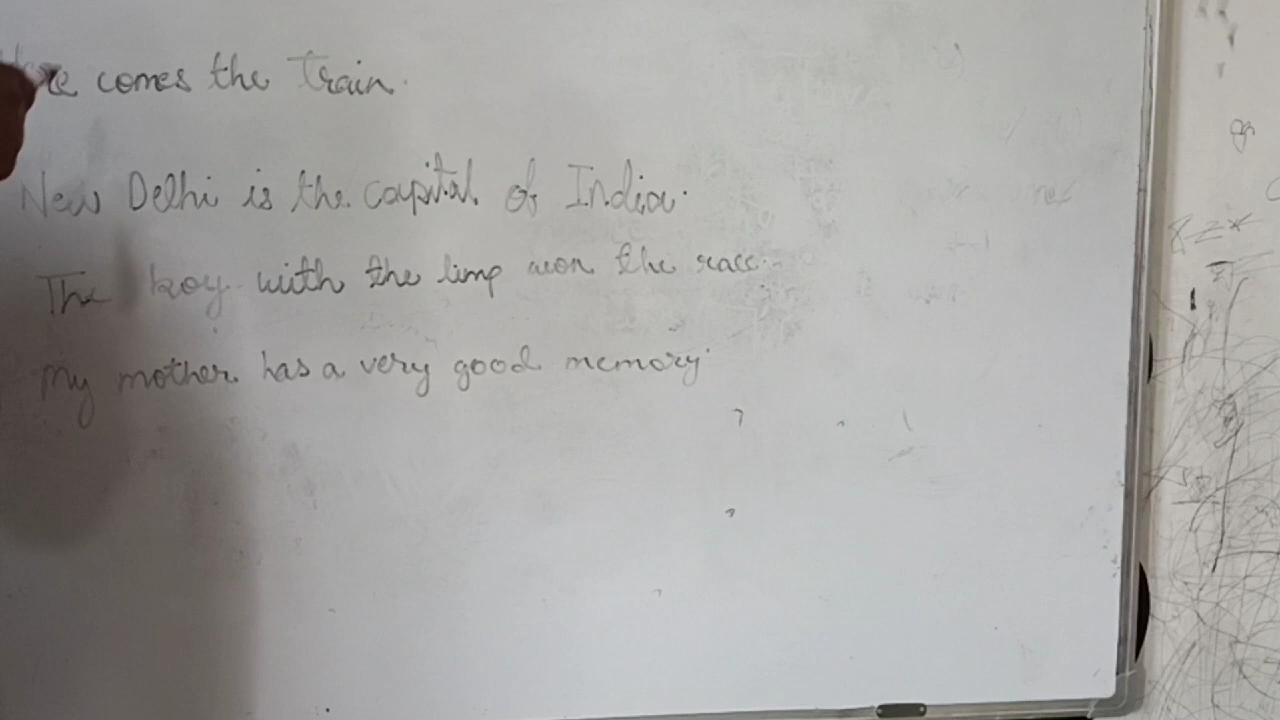 comes the Train.
New Delhi is the capital of India.
The boy with the limp won the race.
My mother has a very good memory.